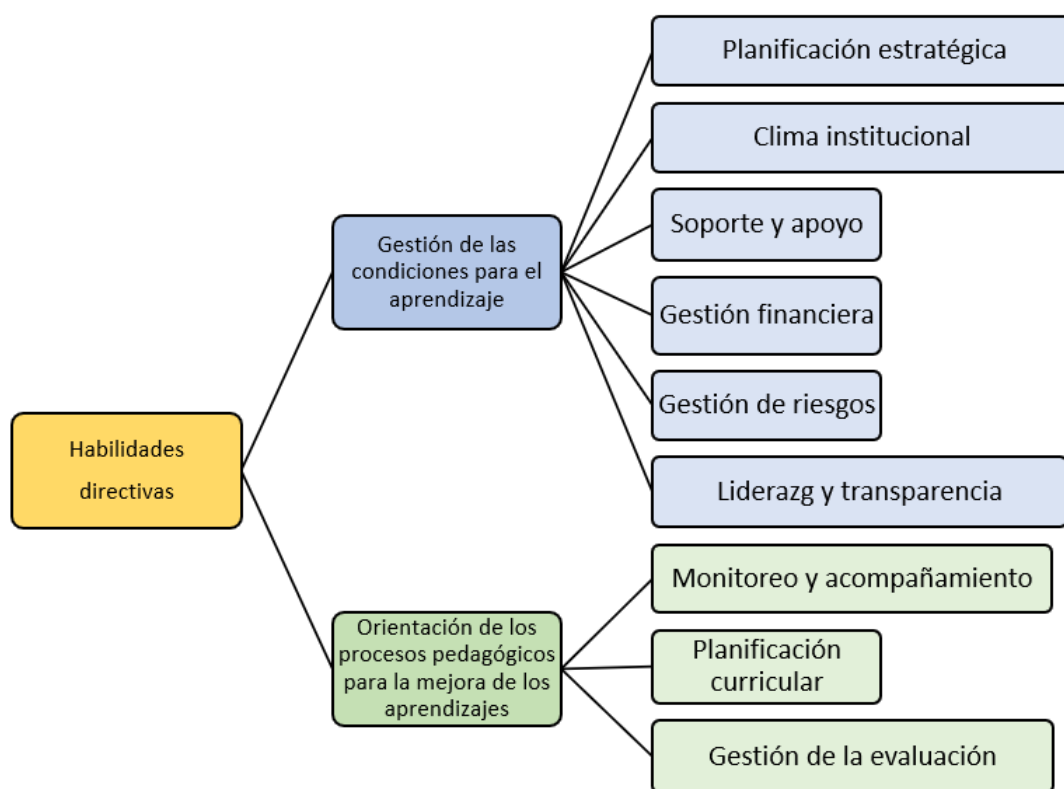 Planificación estratégica
Clima institucional
Soporte y apoyo
Gestión de las
condiciones para el
aprendizaje
Gestión financiera
Gestión de riesgos
Liderazg y transparencia
Habilidades
directivas
Monitoreo y acompañamiento
Orientación de los
procesos pedagógicos
para la mejora de los
aprendizajes
Planificación
curricular
Gestión de la evaluación